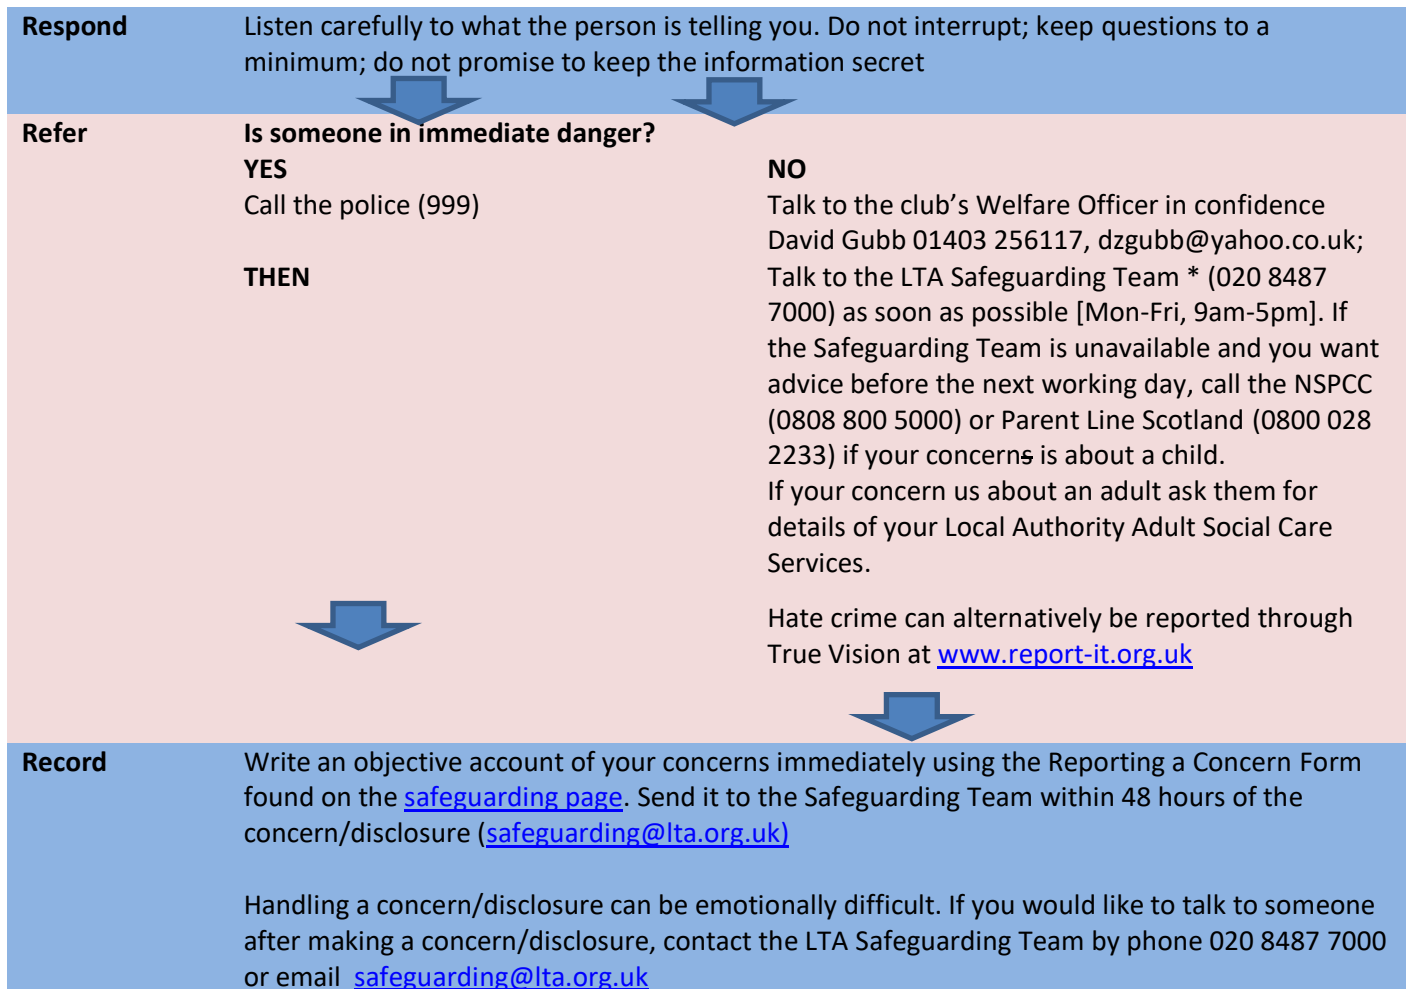 Respond
Listen carefully to what the person is telling you. Do not interrupt; keep questions to a
minimum; do not promise to keep the information secret
Refer
Is someone in immediate danger?
YES
Call the police (999)
THEN
NO
Talk to the club’s Welfare Officer in confidence
David Gubb 01403 256117, dzgubb@yahoo.co.uk;
Talk to the LTA Safeguarding Team * (020 8487
7000) as soon as possible [Mon-Fri, 9am-5pm]. If
the Safeguarding Team is unavailable and you want
advice before the next working day, call the NSPCC
(0808 800 5000) or Parent Line Scotland (0800 028
2233) if your concerns is about a child.
If your concern us about an adult ask them for
details of your Local Authority Adult Social Care
Services.
Hate crime can alternatively be reported through
True Vision at www.report-it.org.uk
Record
Write an objective account of your concerns immediately using the Reporting a Concern Form
found on the safeguarding page. Send it to the Safeguarding Team within 48 hours of the
concern/disclosure (safeguarding@lta.org.uk)
Handling a concern/disclosure can be emotionally difficult. If you would like to talk to someone
after making a concern/disclosure, contact the LTA Safeguarding Team by phone 020 8487 7000
or email safeguarding@lta.org.uk